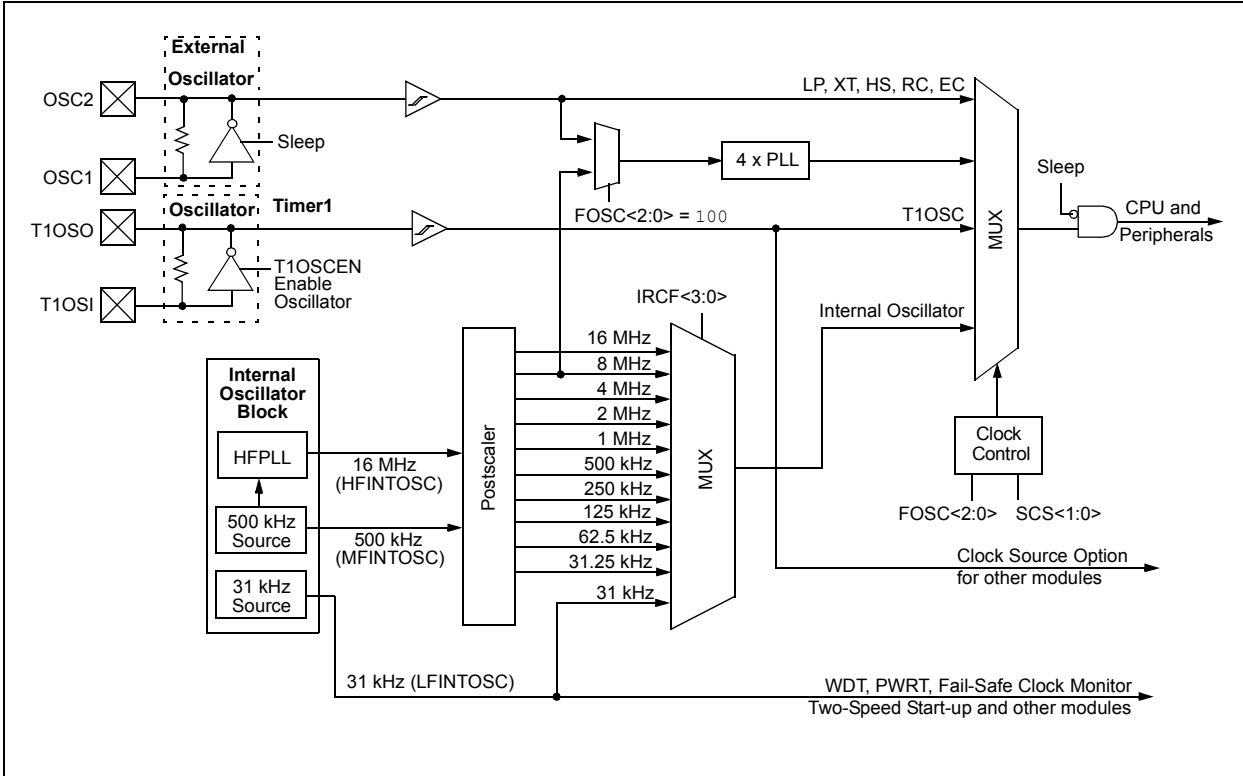 External
Oscillator
OSC2
Sleep
OSC1
LP, XT, HS, RC, EC
4 x PLL
FOSC<2:0> = 100
Sleep
CPU and
Peripherals
MUX
Oscillator
Timer1
T1OSO
T1OSC
T1OSCEN
Enable
Oscillator
T1OSI
IRCF<3:0>
Internal Oscillator
Internal
Oscillator
Block
HFPLL
16 MHz
(HFINTOSC)
500 kHz
Source
500 kHz
(MFINTOSC)
31 kHz
Source
Postscaler
16 MHz
8 MHz
4 MHz
2 MHz
1 MHz
500 kHz
250 kHz
125 kHz
62.5 kHz
31.25 kHz
31 kHz
MUX
Clock
Control
FOSC<2:0>
SCS<1:0>
Clock Source Option
for other modules
31 kHz (LFINTOSC)
WDT, PWRT, Fail-Safe Clock Monitor
Two-Speed Start-up and other modules